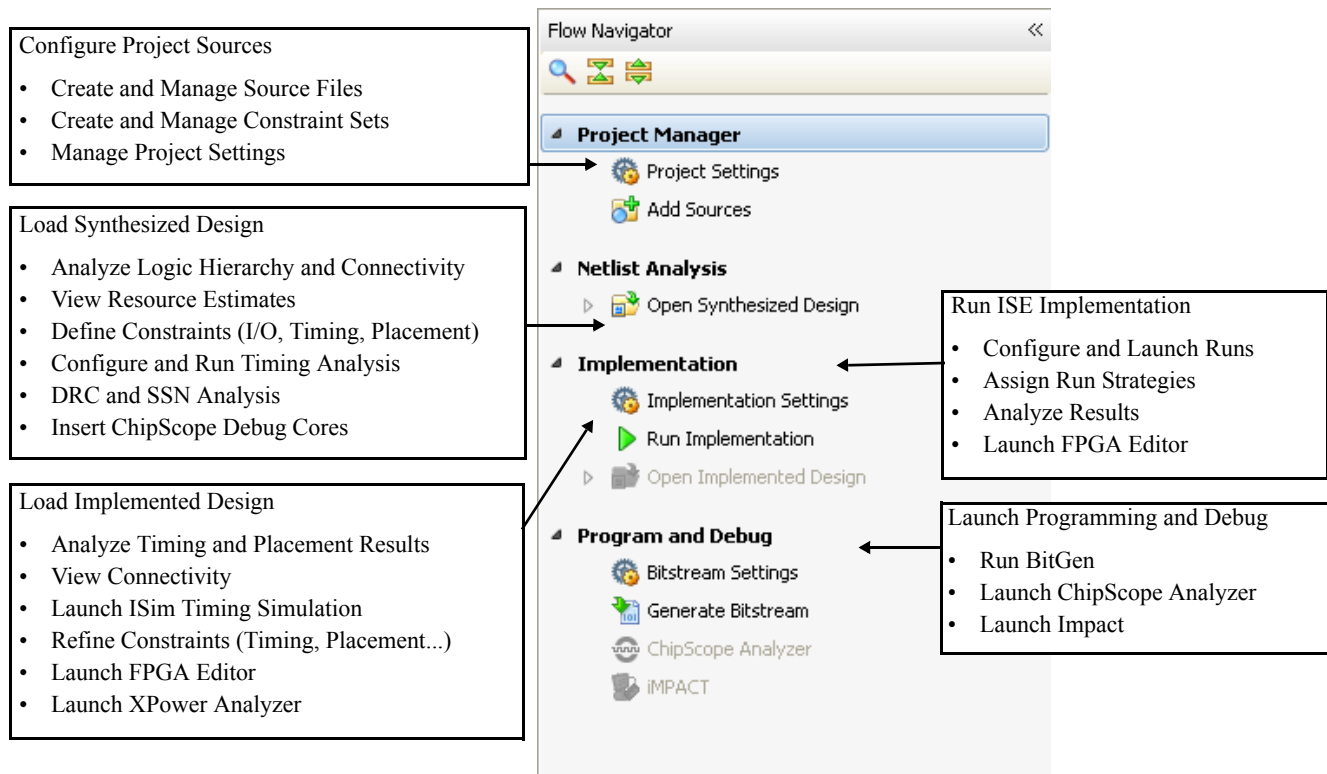 Configure Project Sources
• Create and Manage Source Files
• Create and Manage Constraint Sets
• Manage Project Settings
Load Synthesized Design
• Analyze Logic Hierarchy and Connectivity
• View Resource Estimates
• Define Constraints (I/O, Timing, Placement)
• Configure and Run Timing Analysis
• DRC and SSN Analysis
• Insert ChipScope Debug Cores
Load Implemented Design
• Analyze Timing and Placement Results
• View Connectivity
• Launch ISim Timing Simulation
• Refine Constraints (Timing, Placement...)
• Launch FPGA Editor
• Launch XPower Analyzer
Flow Navigator
Project Manager
Project Settings
Add Sources
Netlist Analysis
Open Synthesized Design
Implementation
Implementation Settings
Run Implementation
Open Implemented Design
Program and Debug
Bitstream Settings
Generate Bitstream
ChipScope Analyzer
iMPACT
Run ISE Implementation
• Configure and Launch Runs
• Assign Run Strategies
• Analyze Results
• Launch FPGA Editor
Launch Programming and Debug
• Run BitGen
• Launch ChipScope Analyzer
• Launch Impact